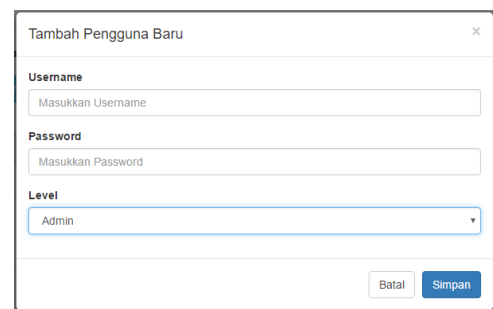 Tambah Pengguna Baru ×
Username
Masukkan Username
Password
Masukkan Password
Level
Admin
Batal Simpan